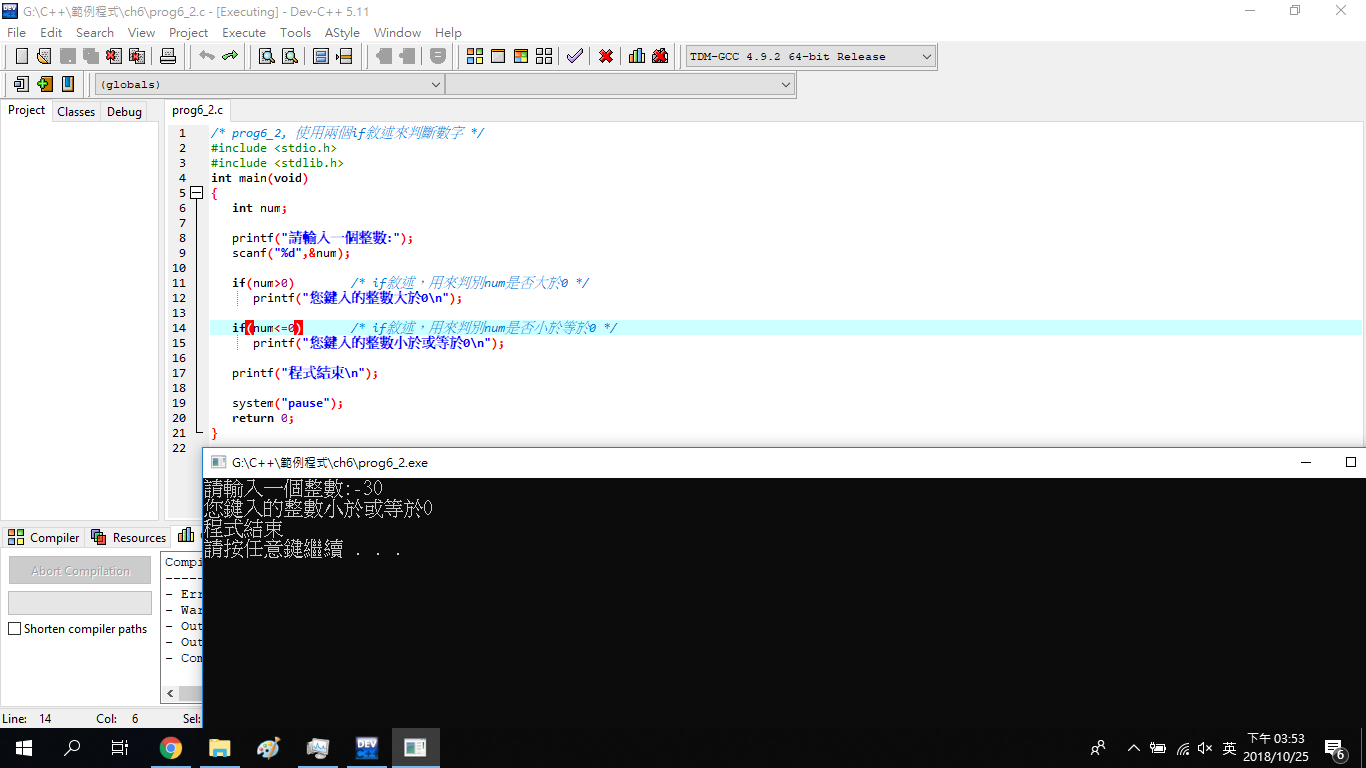 G:\C++\範例程式\ch6\prog6_2.c - [Executing] - Dev-C++ 5.11
File Edit Search View Project Execute Tools AStyle Window Help
TDM-GCC 4.9.2 64-bit Release
(globals)
Project Classes Debug
prog6_2.c
1 /* prog6_2, 使用兩個if敘述來判斷數字 */
2 #include <stdio.h>
3 #include <stdlib.h>
4 int main(void)
5 {
6 int num;
7
8 printf("請輸入一個整數:");
9 scanf("%d",&num);
10
11 if(num>0) /* if敘述，用來判別num是否大於0 */
12 printf("您鍵入的整數大於0\n");
13
14 if(num<=0) /* if敘述，用來判別num是否小於等於0 */
15 printf("您鍵入的整數小於或等於0\n");
16
17 printf("程式結束\n");
18
19 system("pause");
20 return 0;
21 }
22
G:\C++\範例程式\ch6\prog6_2.exe
請輸入一個整數:-30
您鍵入的整數小於或等於0
程式結束
請按任意鍵繼續 . . .
Compiler Resources
Abort Compilation
Shorten compiler paths
Compi
------
- Err
- War
- Out
- Out
- Com
Line: 14 Col: 6 Sel:
DEV
英
下午 03:53
2018/10/25
6